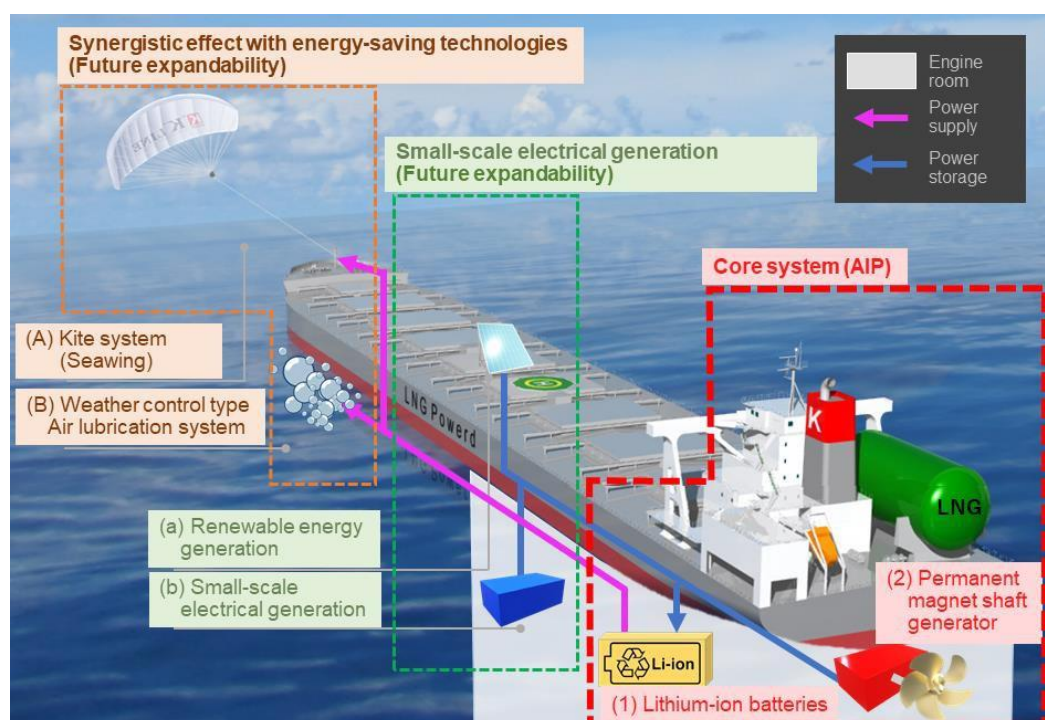 Synergistic effect with energy-saving technologies
(Future expandability)
Engine
room
Power
supply
Power
storage
K LINE
Small-scale electrical generation
(Future expandability)
Core system (AIP)
(A) Kite system
(Seawing)
(B) Weather control type
Air lubrication system
LNG Powerd
K
LNG
(a) Renewable energy
generation
(b) Small-scale
electrical generation
(2) Permanent
magnet shaft
generator
Li-ion
(1) Lithium-ion batteries